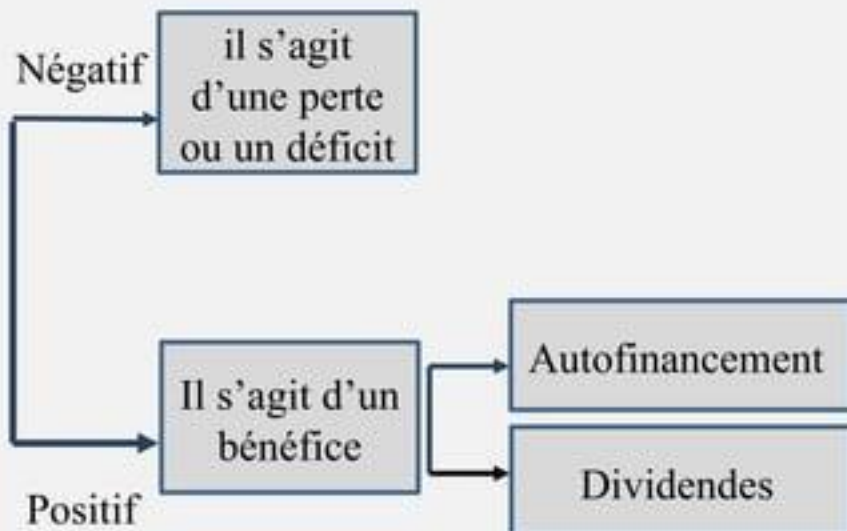 Négatif
il s’agit
d’une perte
ou un déficit
Il s’agit d’un
bénéfice
Positif
Autofinancement
Dividendes